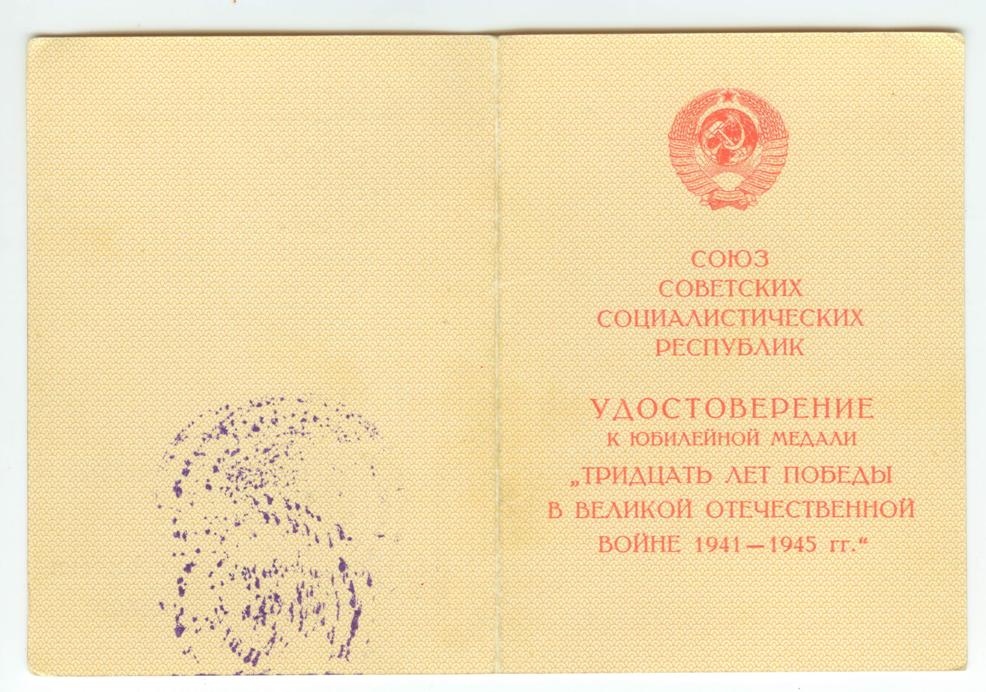 СОЮЗ
СОВЕТСКИХ
СОЦИАЛИСТИЧЕСКИХ
РЕСПУБЛИК
УДОСТОВЕРЕНИЕ
К ЮБИЛЕЙНОЙ МЕДАЛИ
„ТРИДЦАТЬ ЛЕТ ПОБЕДЫ
В ВЕЛИКОЙ ОТЕЧЕСТВЕННОЙ
ВОЙНЕ 1941—1945 гг.“